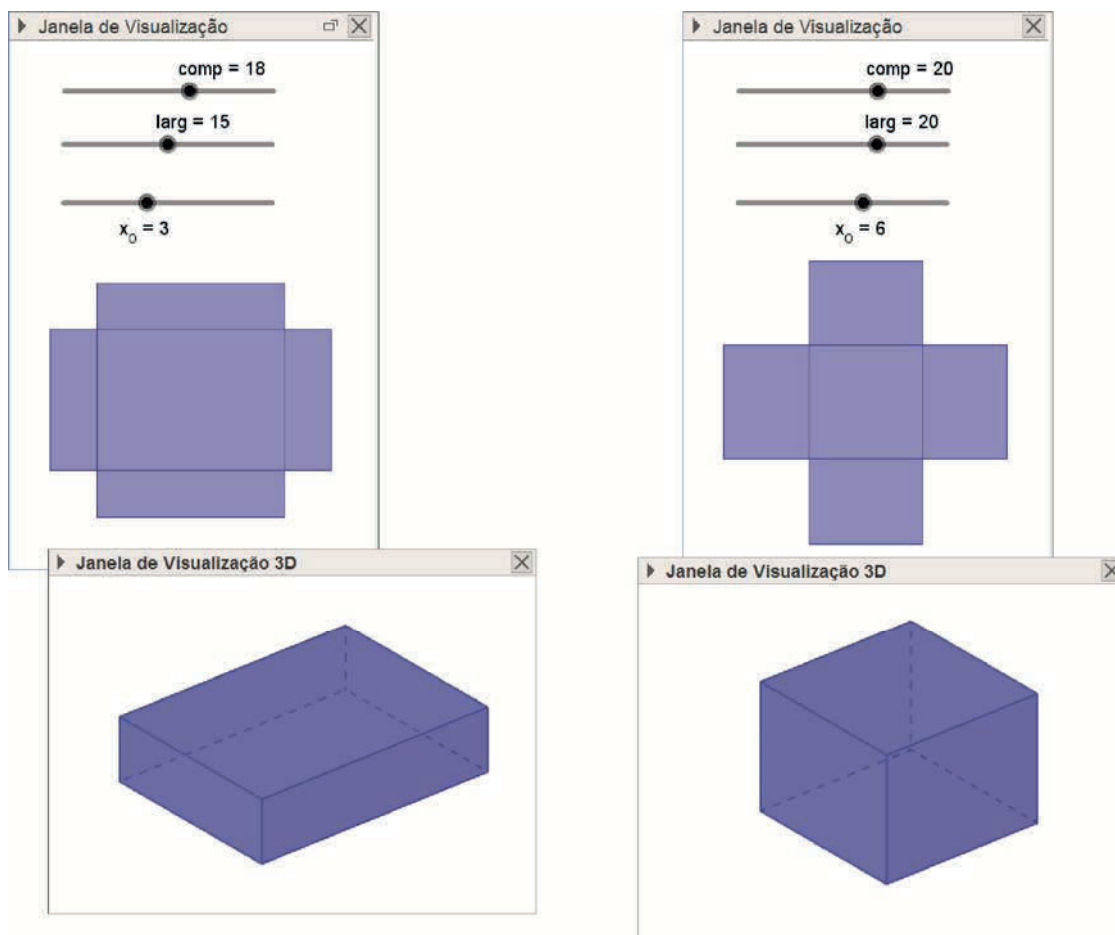 Janela de Visualização
comp = 18
larg = 15
x₀ = 3
Janela de Visualização 3D
Janela de Visualização
comp = 20
larg = 20
x₀ = 6
Janela de Visualização 3D